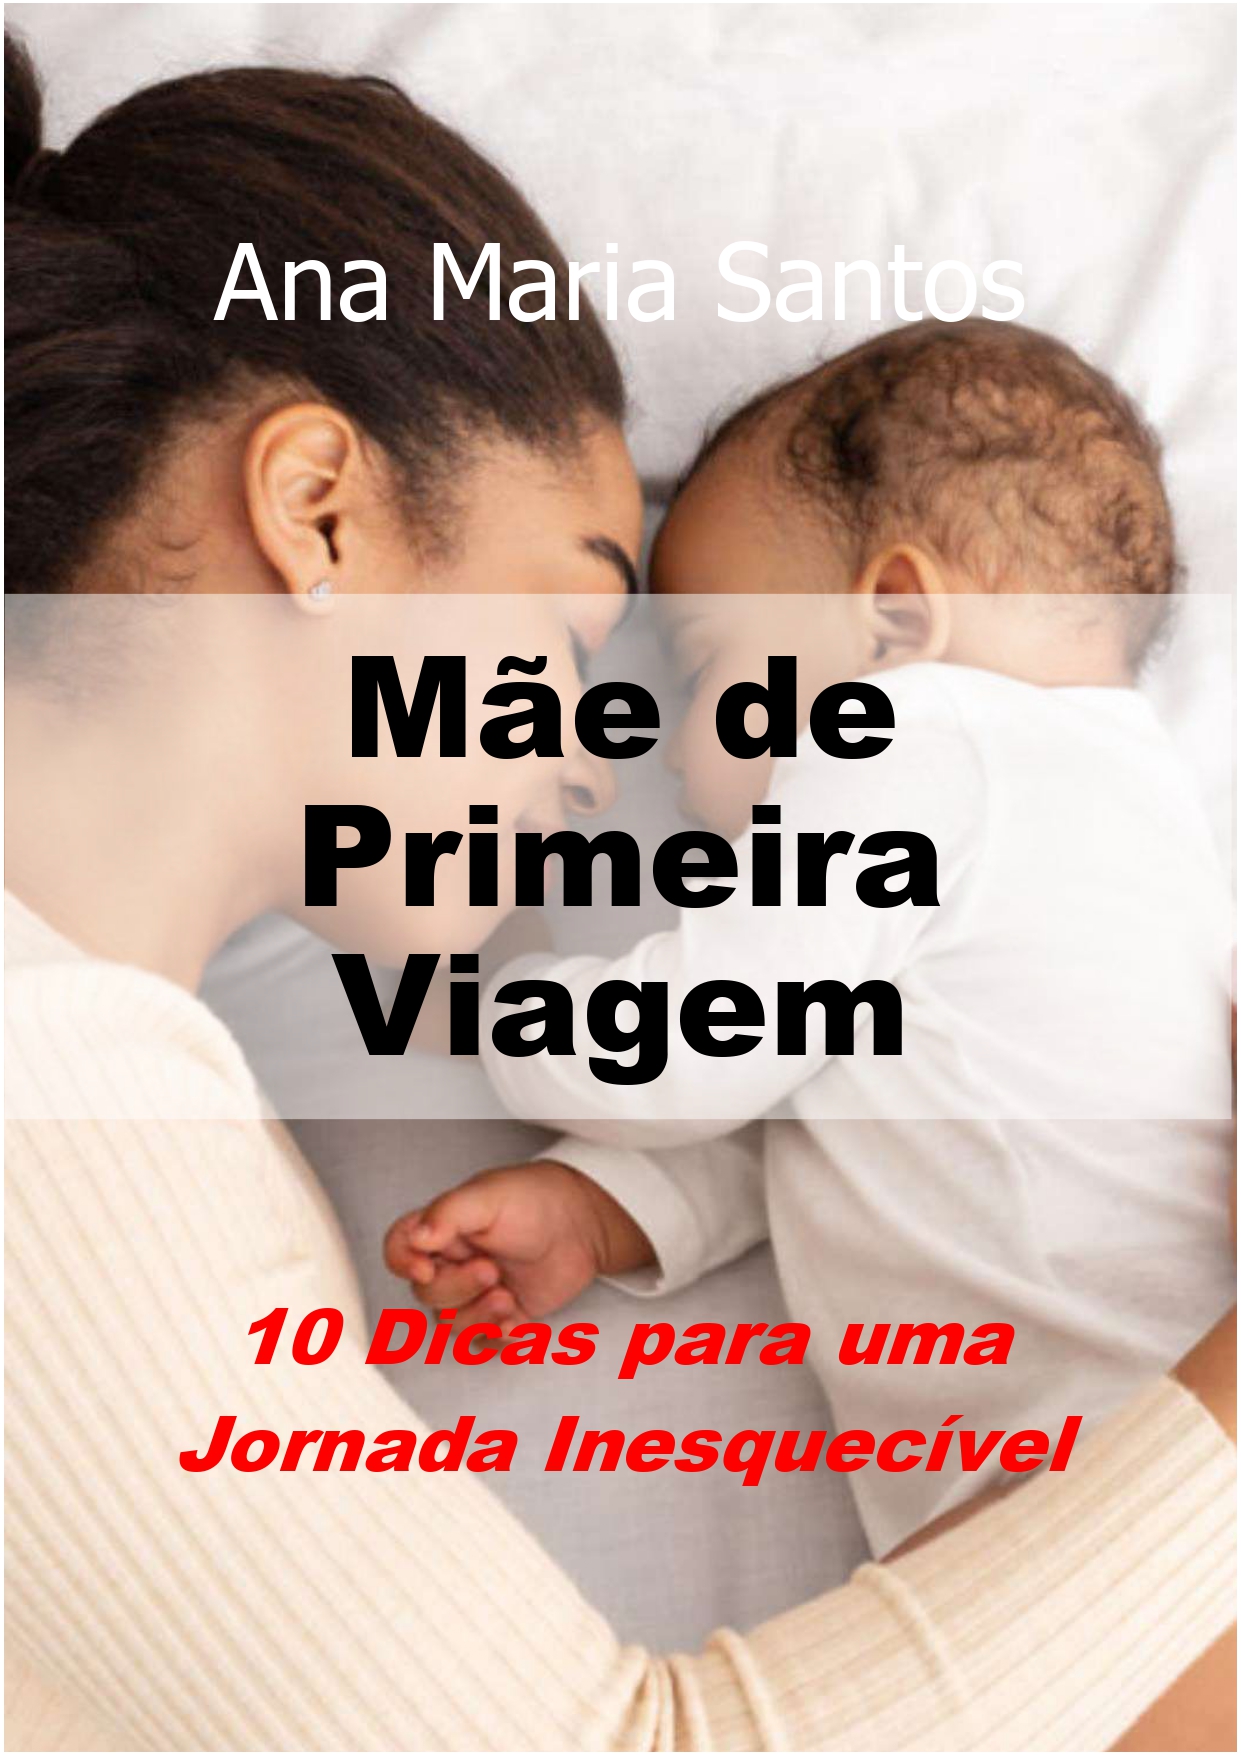 Ana Maria Santos
Mãe de
Primeira
Viagem
10 Dicas para uma
Jornada Inesquecível